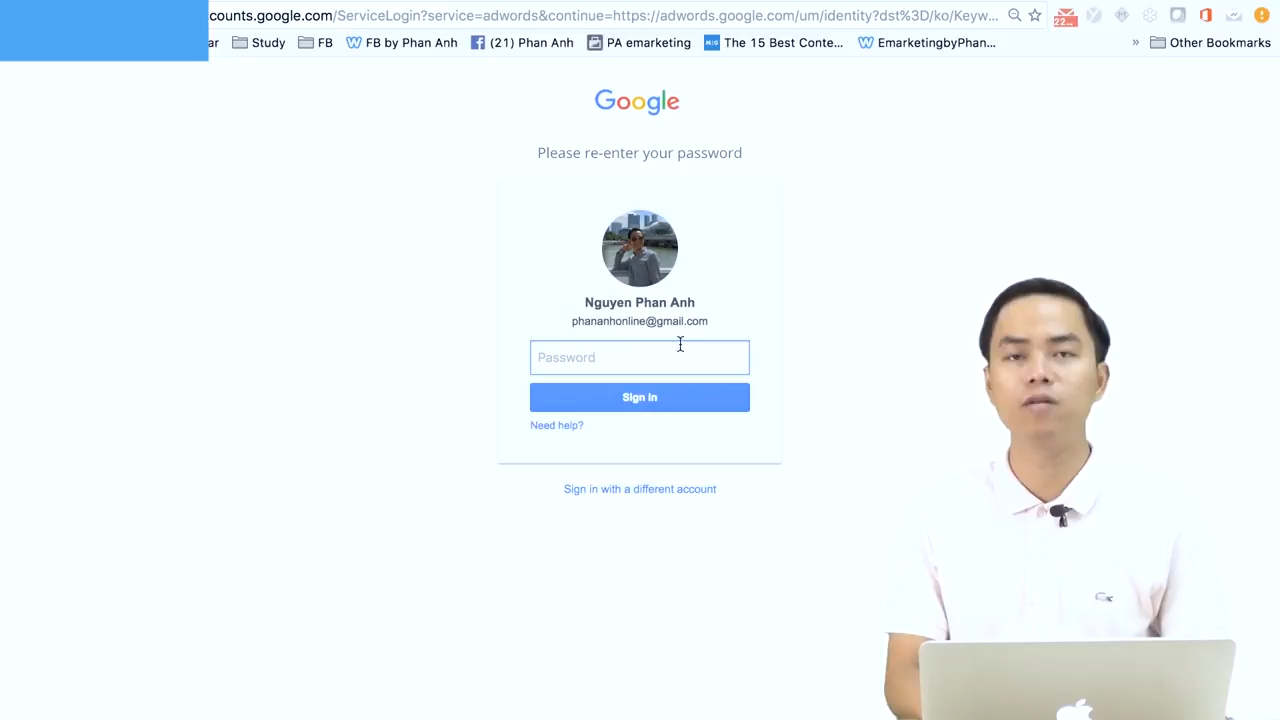 counts.google.com/ServiceLogin?service=adwords&continue=https://adwords.google.com/um/identity?dst%3D/ko/Keyw...
22...
ar Study FB FB by Phan Anh (21) Phan Anh PA emarketing The 15 Best Conte... EmarketingbyPhan... » Other Bookmarks
Google
Please re-enter your password
Nguyen Phan Anh
phananhonline@gmail.com
Password
Sign in
Need help?
Sign in with a different account